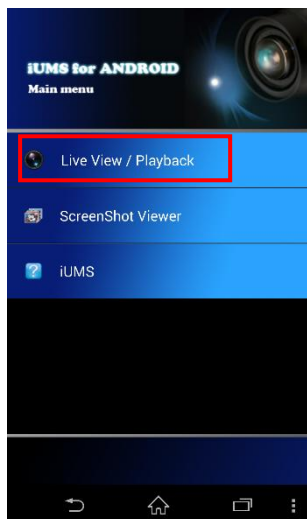 iUMS for ANDROID
Main menu
Live View / Playback
ScreenShot Viewer
iUMS